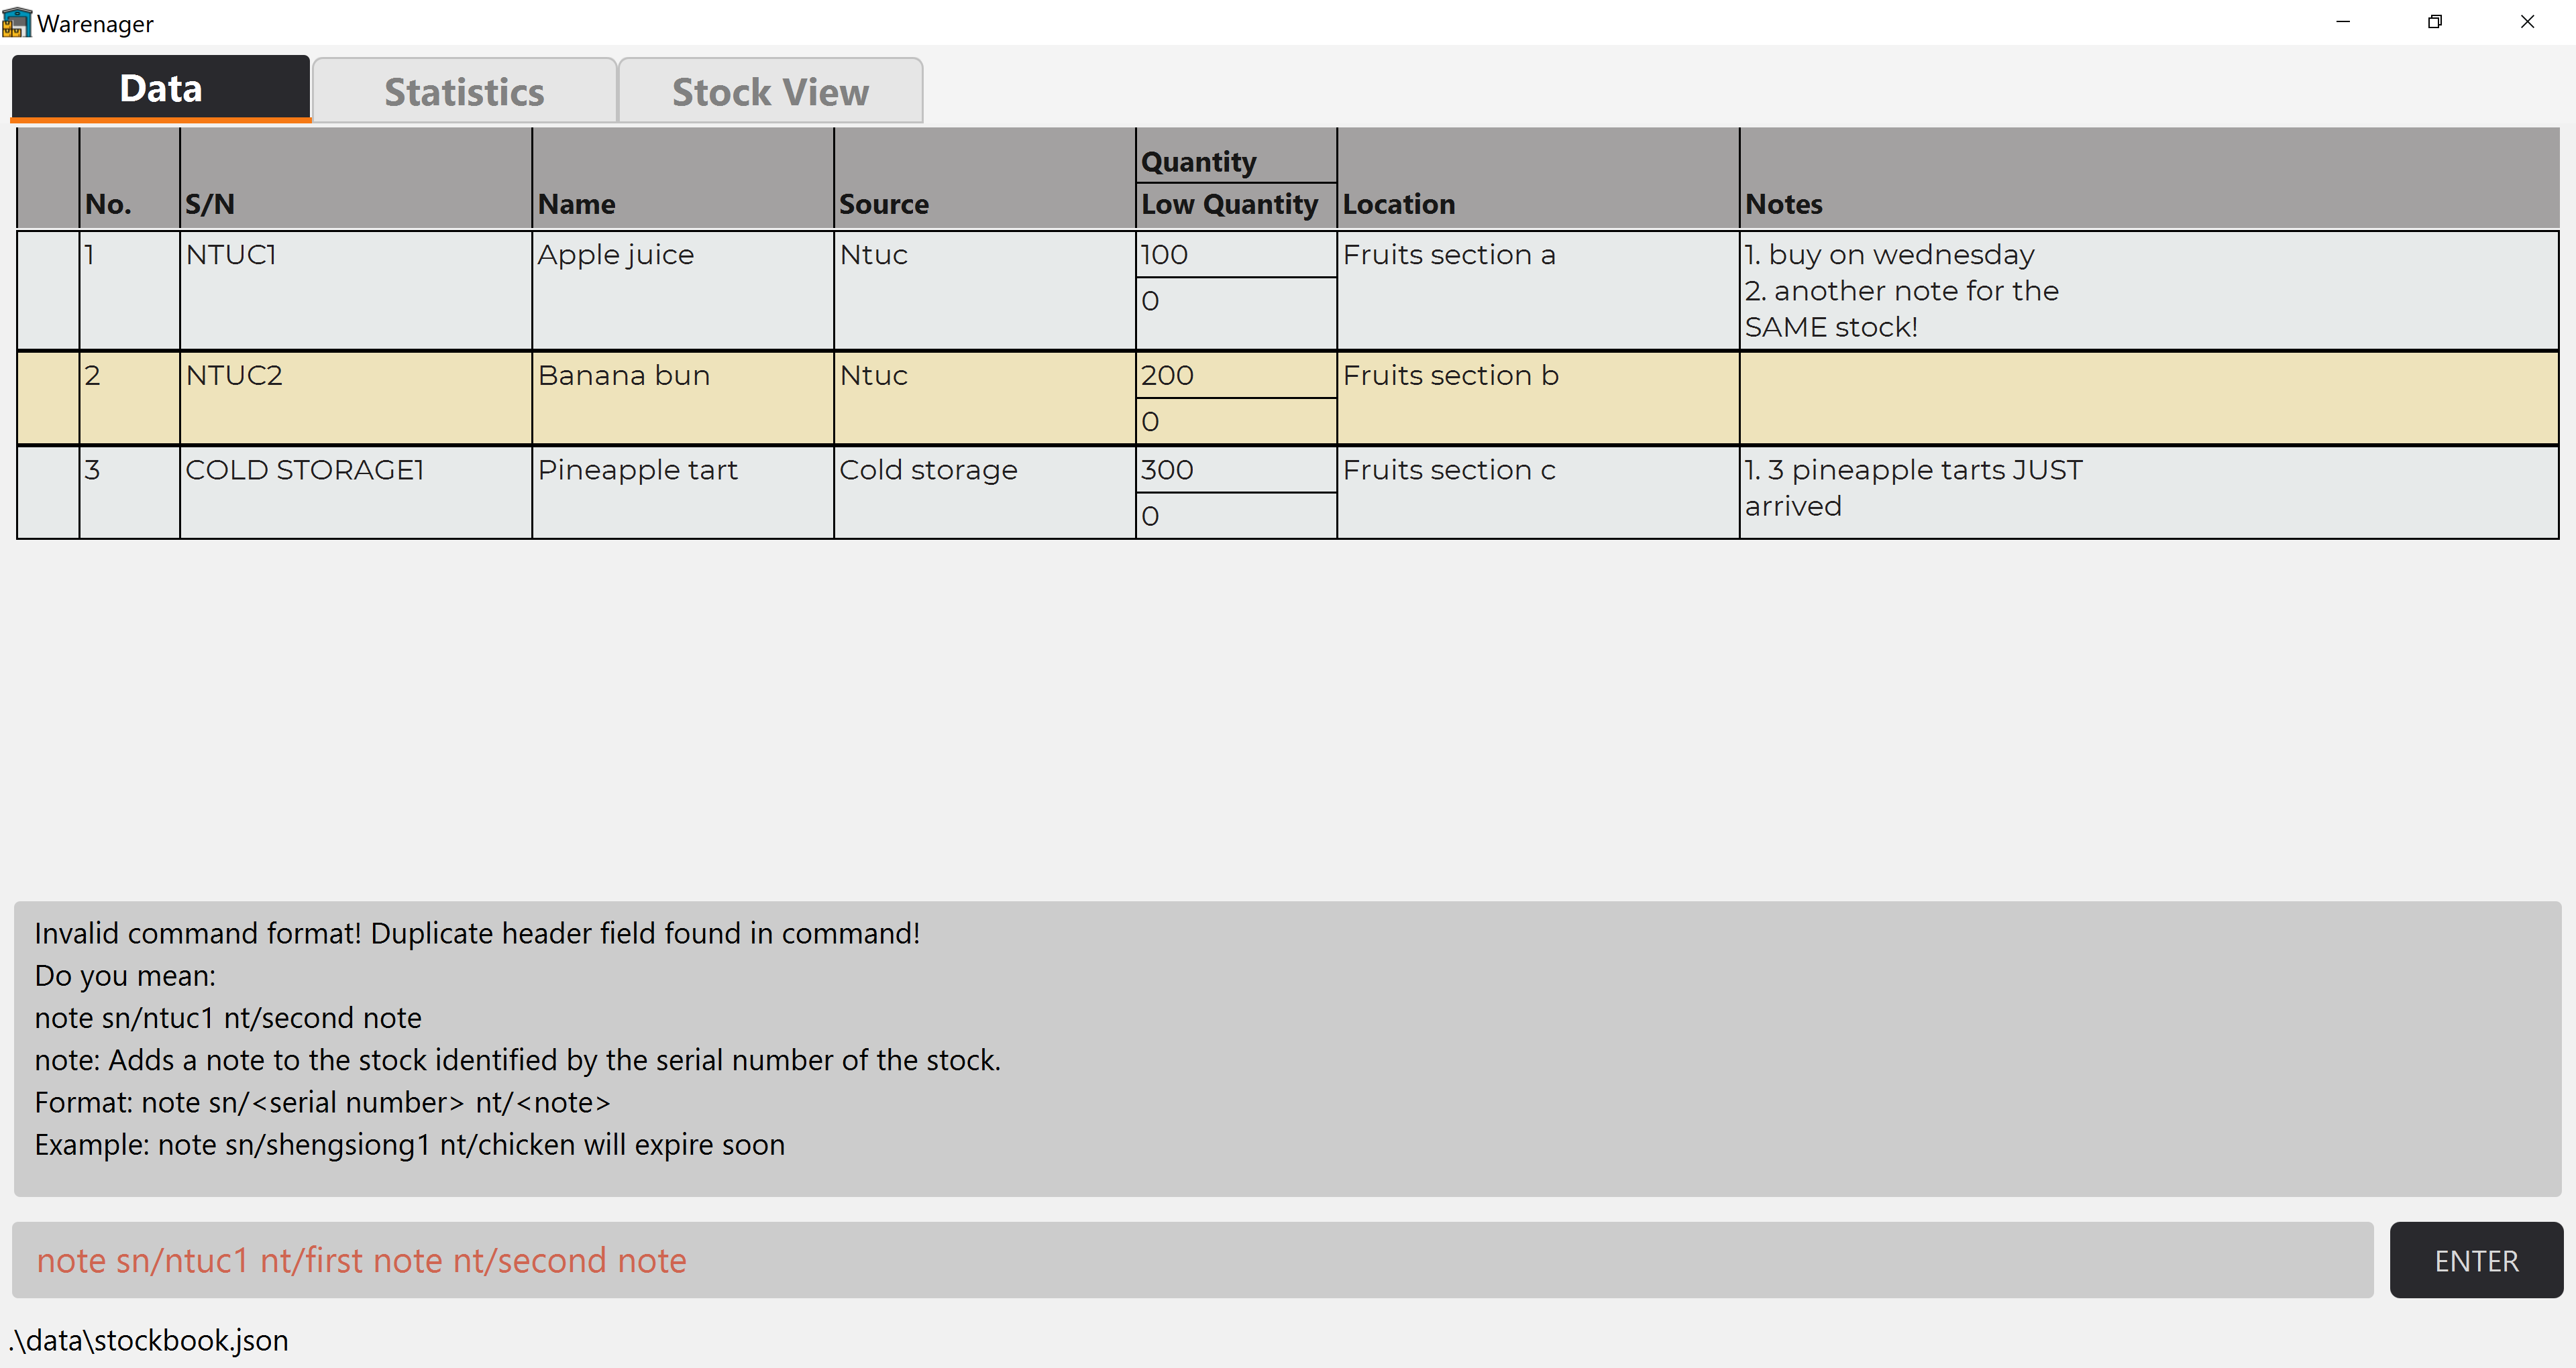 Warenager
Data Statistics Stock View
Quantity
No. S/N Name Source Low Quantity Location Notes
1 NTUC1 Apple juice Ntuc 100 Fruits section a 1. buy on wednesday
2. another note for the
0
SAME stock!
2 NTUC2 Banana bun Ntuc 200 Fruits section b
0
3 COLD STORAGE1 Pineapple tart Cold storage 300 Fruits section c 1. 3 pineapple tarts JUST
arrived
0
Invalid command format! Duplicate header field found in command!
Do you mean:
note sn/ntuc1 nt/second note
note: Adds a note to the stock identified by the serial number of the stock.
Format: note sn/<serial number> nt/<note>
Example: note sn/shengsiong1 nt/chicken will expire soon
note sn/ntuc1 nt/first note nt/second note
ENTER
.\data\stockbook.json